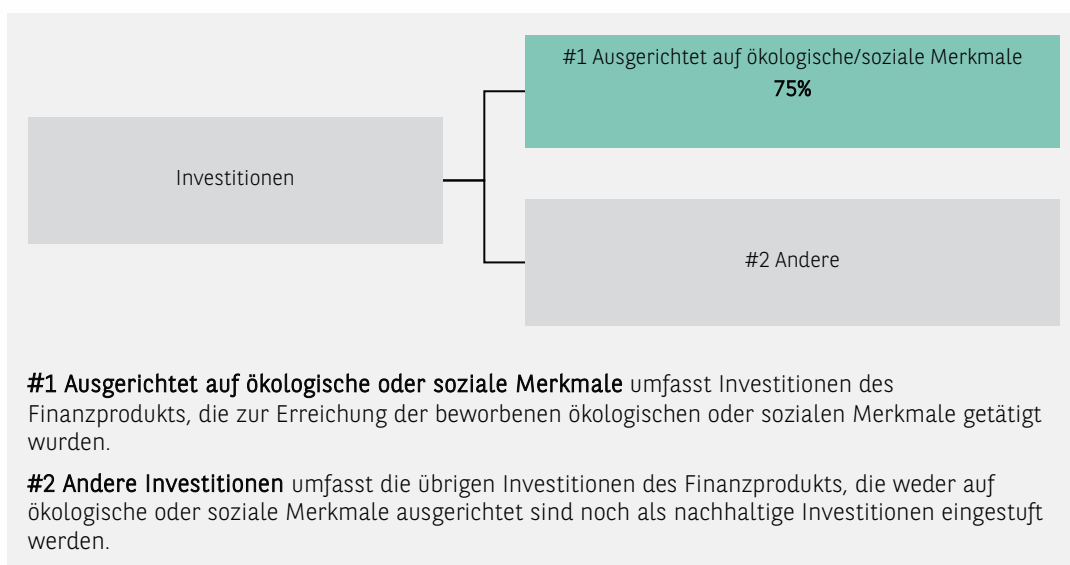 #1 Ausgerichtet auf ökologische/soziale Merkmale
75%
Investitionen
#2 Andere
#1 Ausgerichtet auf ökologische oder soziale Merkmale umfasst Investitionen des
Finanzprodukts, die zur Erreichung der beworbenen ökologischen oder sozialen Merkmale getätigt
wurden.
#2 Andere Investitionen umfasst die übrigen Investitionen des Finanzprodukts, die weder auf
ökologische oder soziale Merkmale ausgerichtet sind noch als nachhaltige Investitionen eingestuft
werden.